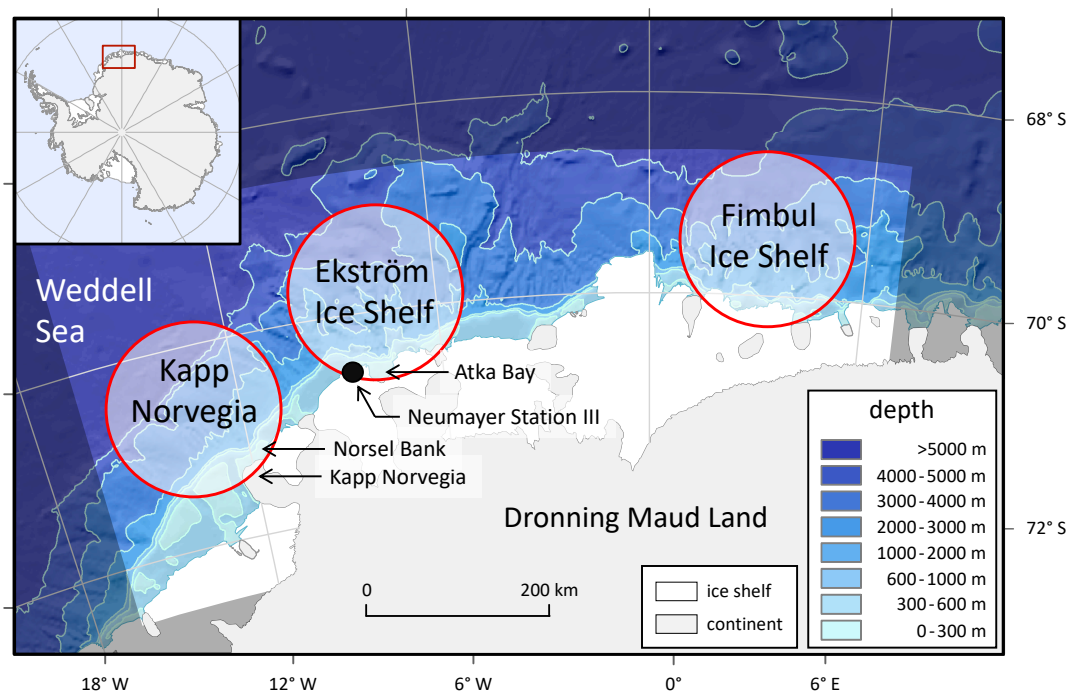 68° S
Fimbul
Ice Shelf
Ekström
Ice Shelf
Weddell
Sea
70° S
Kapp
Norvegia
Atka Bay
Neumayer Station III
Norsel Bank
Kapp Norvegia
Dronning Maud Land
72° S
depth
>5000 m
4000-5000 m
3000-4000 m
2000-3000 m
1000-2000 m
600-1000 m
300-600 m
0-300 m
0 200 km
ice shelf
continent
18° W 12° W 6° W 0° 6° E